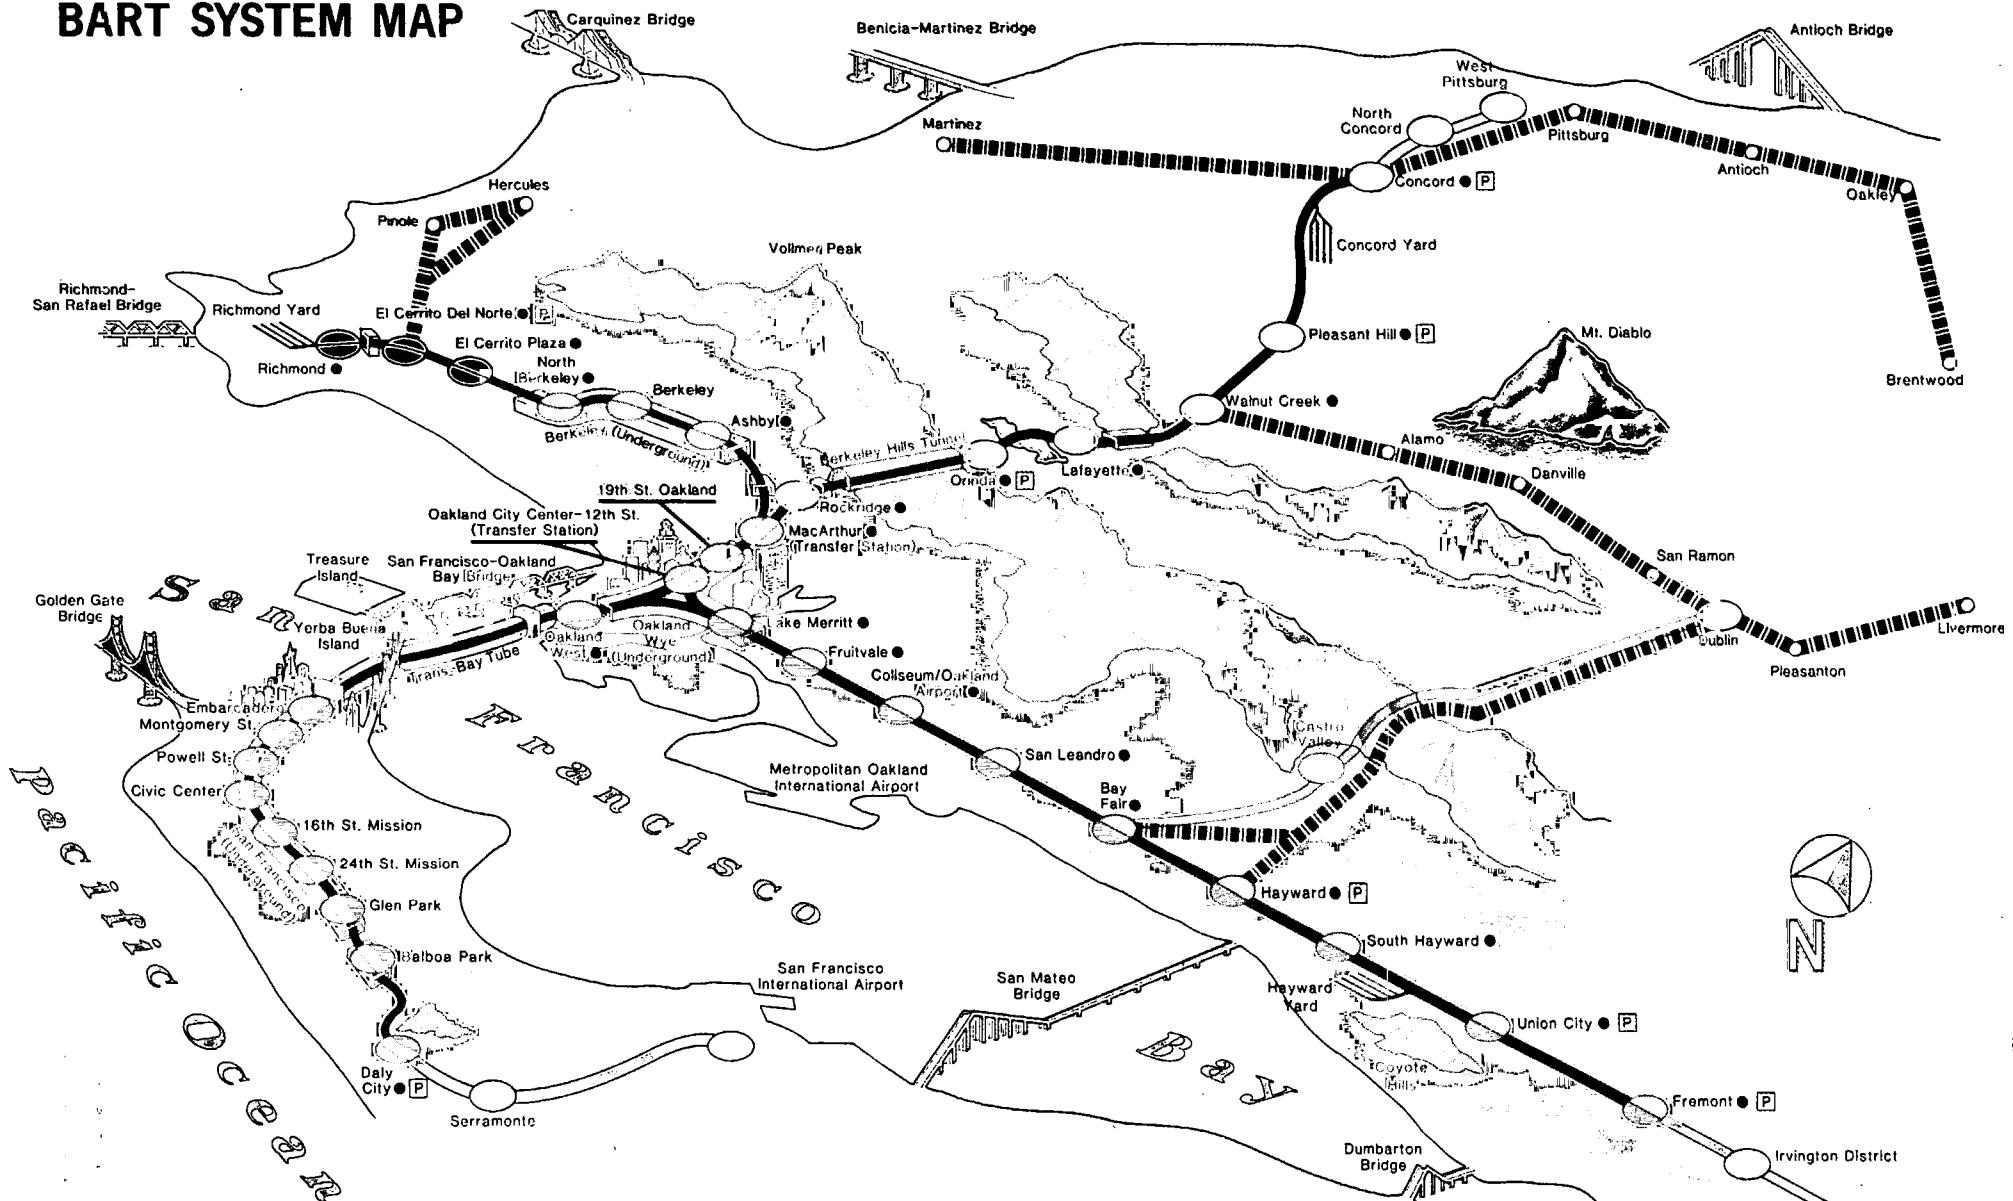 BART SYSTEM MAP
Carquinez Bridge
Benicia-Martinez Bridge
Antioch Bridge
West
Pittsburg
North
Concord
Martinez
Pittsburg
Antioch
Oakley
Concord P
Hercules
Pinole
Concord Yard
Vollmer Peak
Richmond-
San Rafael Bridge
Richmond Yard
El Cerrito Del Norte P
El Cerrito Plaza
Richmond
North
Berkeley
Berkeley
Pleasant Hill P
Mt. Diablo
Brentwood
Walnut Creek
Ashby
Berkeley (Underground)
Berkeley Hills Tunnel
Alamo
Danville
Lafayette
Orinda P
19th St. Oakland
Rockridge
Oakland City Center-12th St.
(Transfer Station)
MacArthur
(Transfer Station)
San Ramon
Treasure
Island
San Francisco-Oakland
Bay Bridge
Golden Gate
Bridge
Yerba Buena
Island
Oakland
West
Oakland
Wye
(Underground)
Lake Merritt
Livermore
Dublin
Pleasanton
Trans-Bay Tube
Fruitvale
Coliseum/Oakland
Airport
Embarcadero
Montgomery St.
Powell St.
Civic Center
Castro
Valley
San Leandro
Metropolitan Oakland
International Airport
Bay
Fair
16th St. Mission
24th St. Mission
San Francisco
(Underground)
Glen Park
Hayward P
Balboa Park
South Hayward
N
San Francisco
International Airport
San Mateo
Bridge
Hayward
Yard
Union City P
Daly
City P
Serramonte
Coyote
Hills
Fremont P
Dumbarton
Bridge
Irvington District
San Francisco Bay
Pacific Ocean